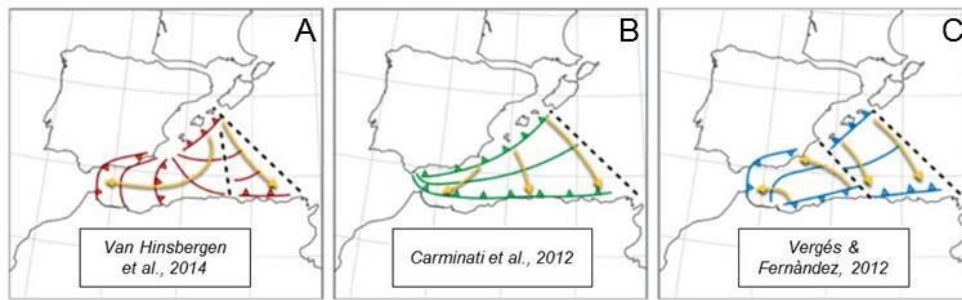 A
B
C
Van Hinsbergen
et al., 2014
Carminati et al., 2012
Vergés &
Fernàndez, 2012